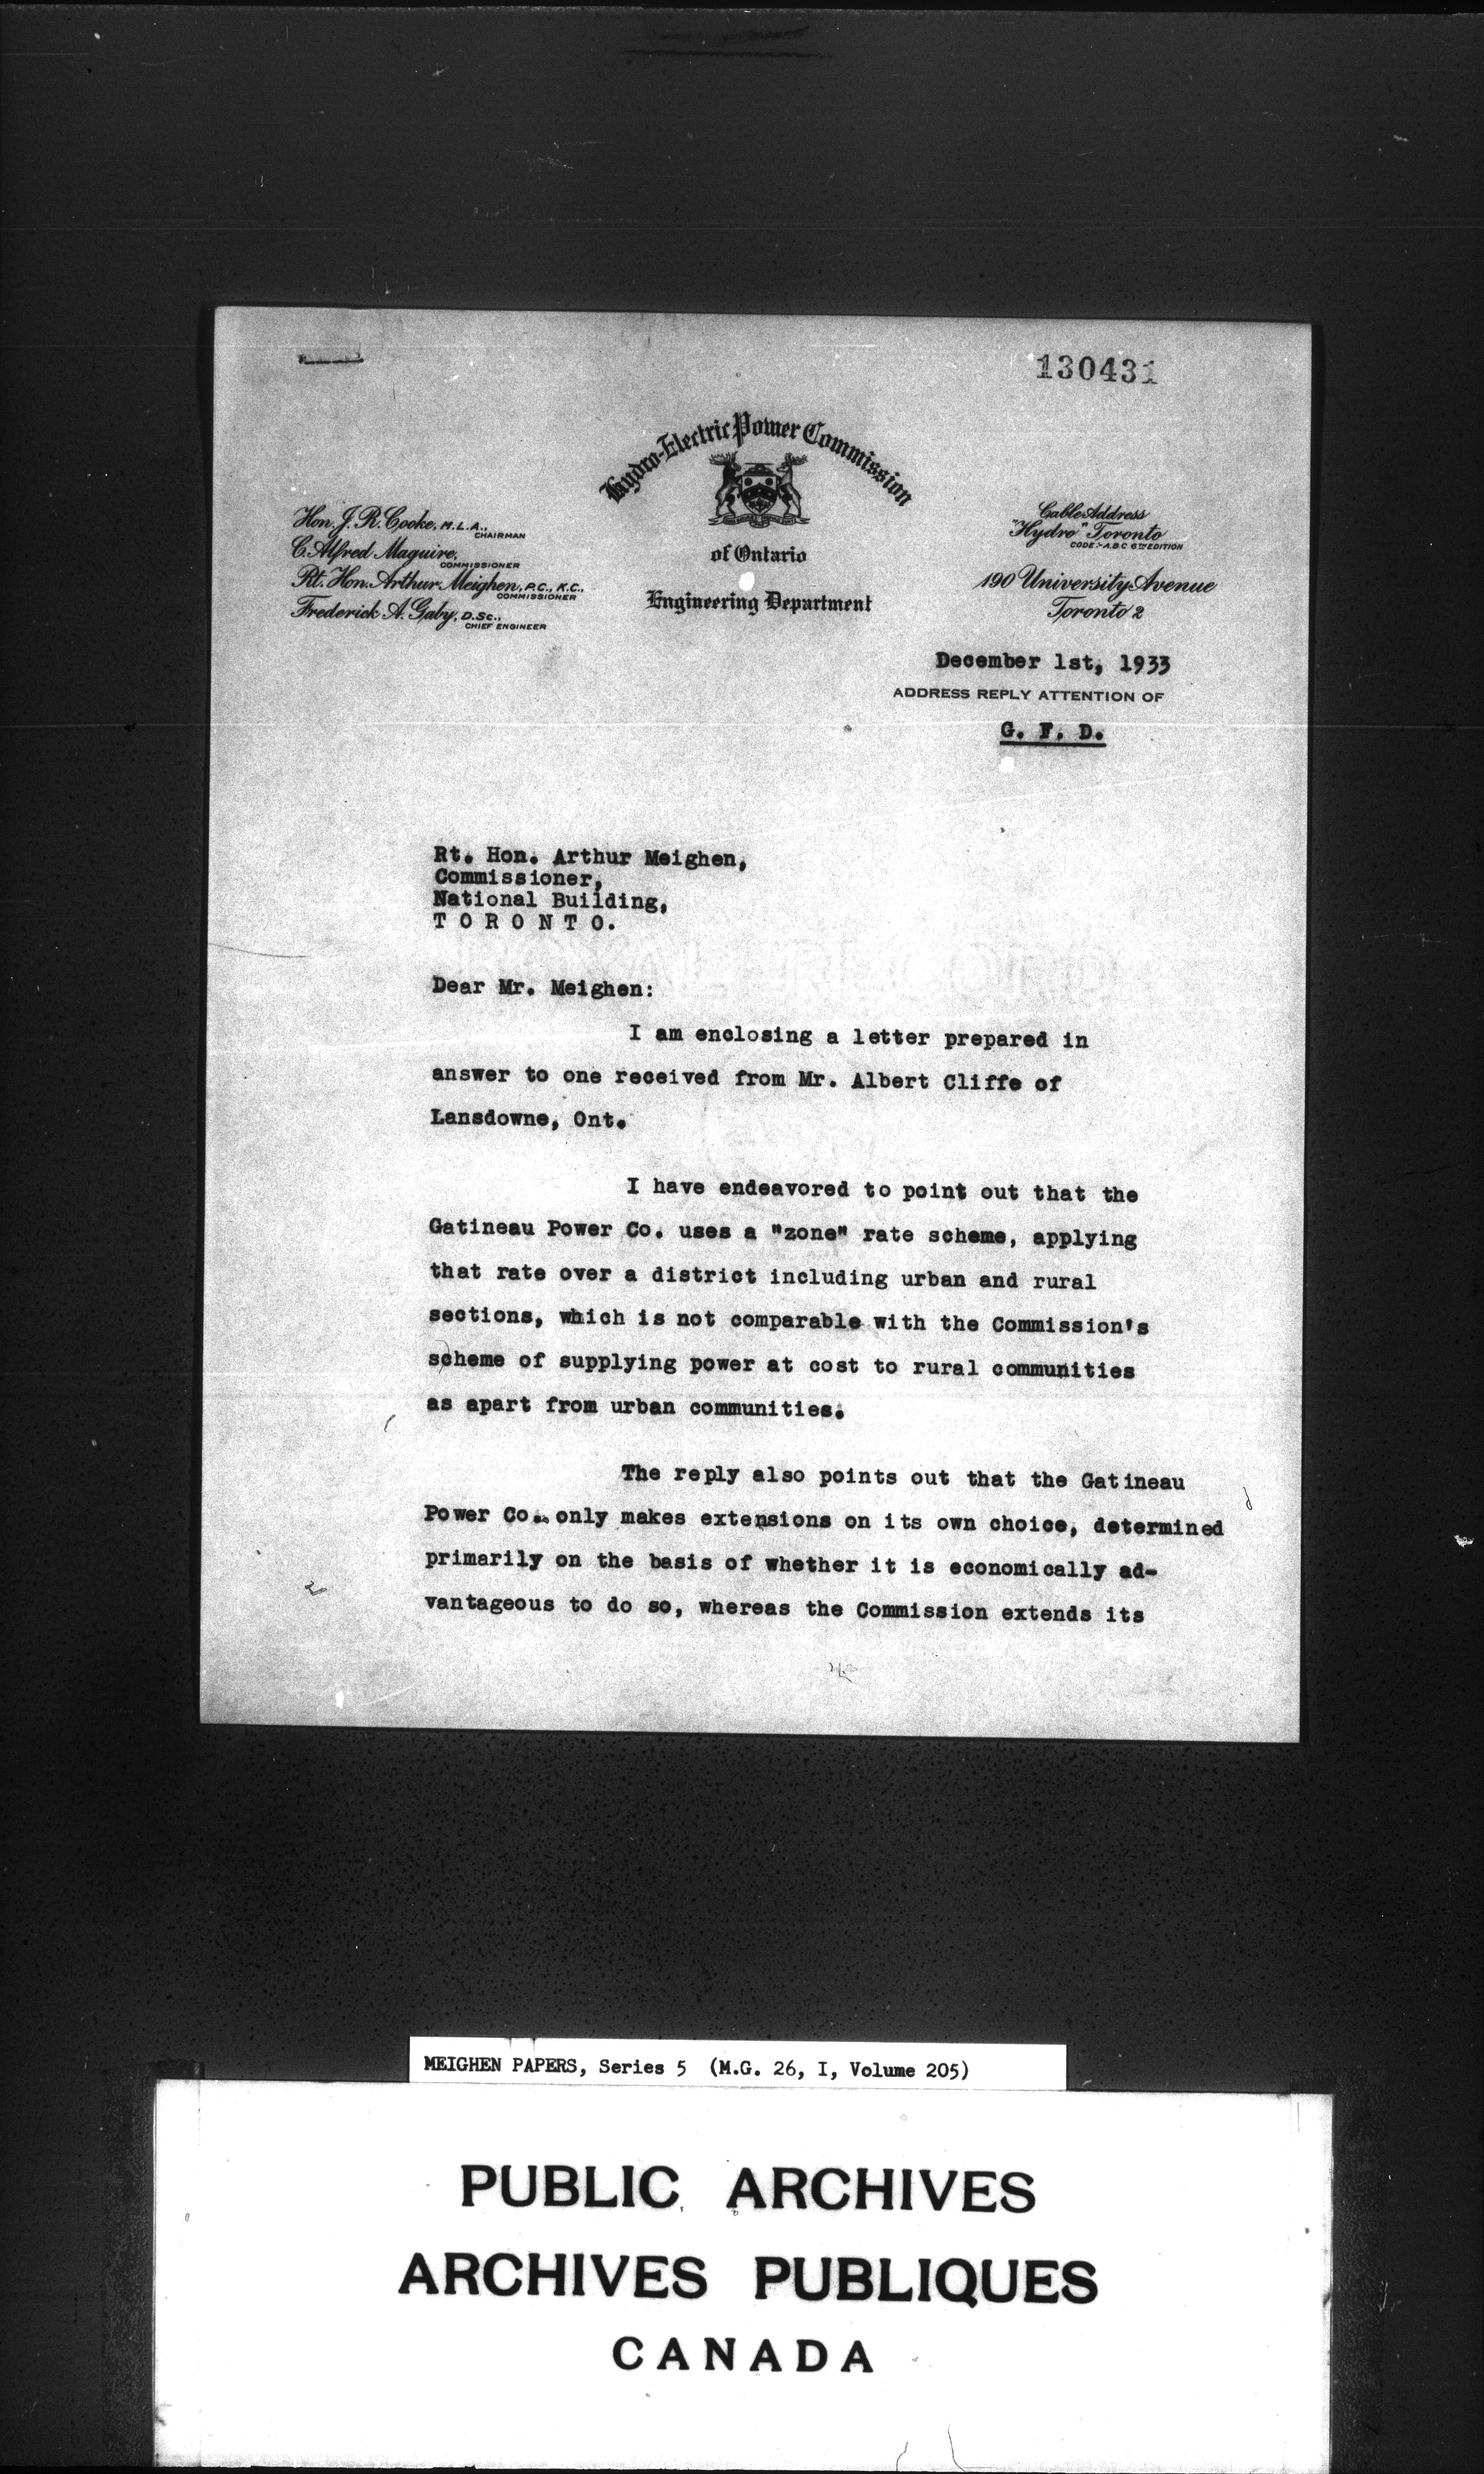 130431
Hydro-Electric Power Commission
of Ontario
Engineering Department
Hon. J. R. Cooke, M.L.A.,
CHAIRMAN
C. Alfred Maguire,
COMMISSIONER
Rt. Hon. Arthur Meighen, P.C., K.C.,
COMMISSIONER
Frederick A. Gaby, D.Sc.,
CHIEF ENGINEER
Cable Address
"Hydro" Toronto
CODE:- A.B.C 6TH EDITION
190 University Avenue
Toronto 2
December 1st, 1933
ADDRESS REPLY ATTENTION OF
G. F. D.
Rt. Hon. Arthur Meighen,
Commissioner,
National Building,
T O R O N T O.
Dear Mr. Meighen:
I am enclosing a letter prepared in
answer to one received from Mr. Albert Cliffe of
Lansdowne, Ont.
I have endeavored to point out that the
Gatineau Power Co. uses a "zone" rate scheme, applying
that rate over a district including urban and rural
sections, which is not comparable with the Commission's
scheme of supplying power at cost to rural communities
as apart from urban communities.
The reply also points out that the Gatineau
Power Co. only makes extensions on its own choice, determined
primarily on the basis of whether it is economically ad-
vantageous to do so, whereas the Commission extends its
MEIGHEN PAPERS, Series 5 (M.G. 26, I, Volume 205)
PUBLIC ARCHIVES
ARCHIVES PUBLIQUES
CANADA